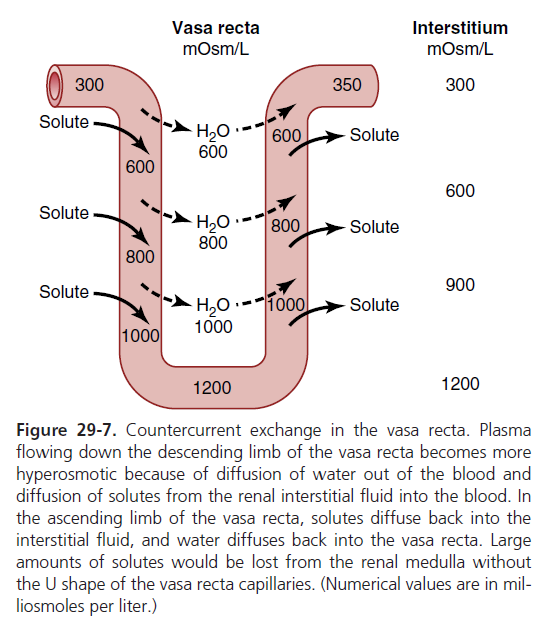 Vasa recta
mOsm/L
Interstitium
mOsm/L
300
350
300
Solute
H₂O
600
600
Solute
600
600
Solute
H₂O
800
800
Solute
800
900
Solute
H₂O
1000
1000
Solute
1000
1200
1200
Figure 29-7. Countercurrent exchange in the vasa recta. Plasma
flowing down the descending limb of the vasa recta becomes more
hyperosmotic because of diffusion of water out of the blood and
diffusion of solutes from the renal interstitial fluid into the blood. In
the ascending limb of the vasa recta, solutes diffuse back into the
interstitial fluid, and water diffuses back into the vasa recta. Large
amounts of solutes would be lost from the renal medulla without
the U shape of the vasa recta capillaries. (Numerical values are in mil-
liosmoles per liter.)